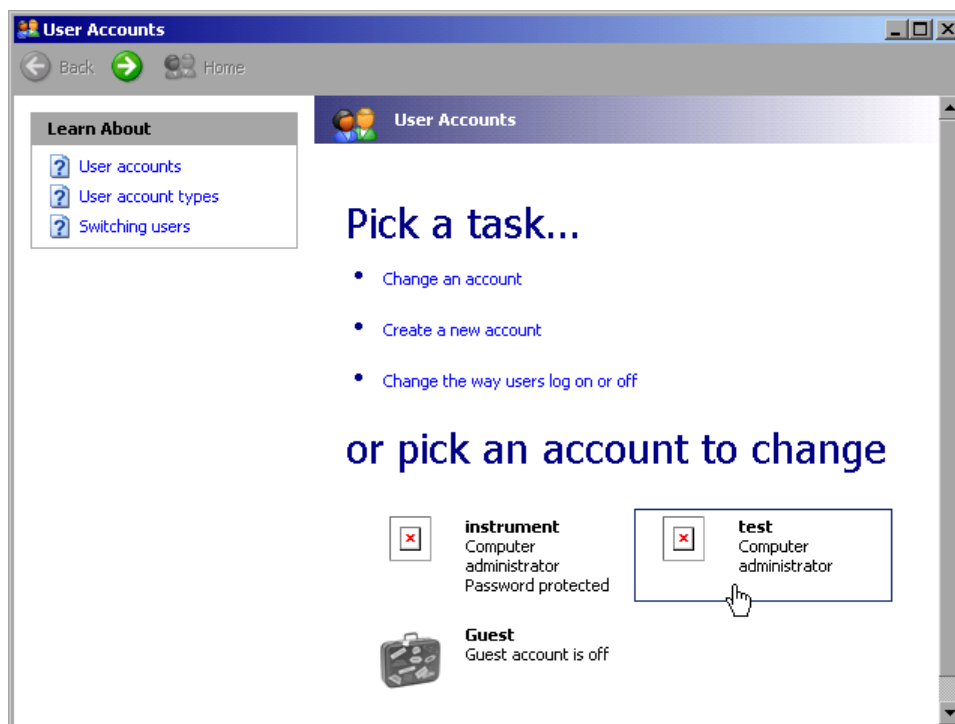 User Accounts
Back Home
Learn About
User accounts
User account types
Switching users
User Accounts
Pick a task...
Change an account
Create a new account
Change the way users log on or off
or pick an account to change
instrument
Computer
administrator
Password protected
test
Computer
administrator
Guest
Guest account is off